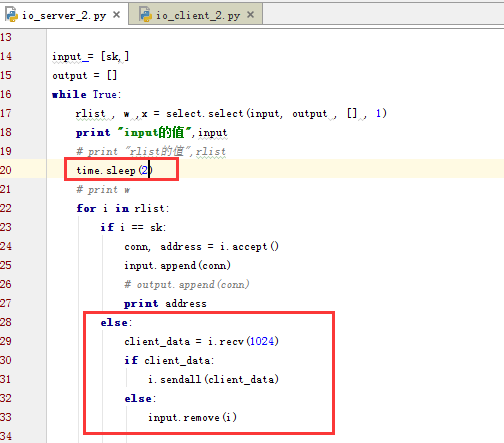 io_server_2.py × io_client_2.py ×
13
14 input = [sk,]
15 output = []
16 while True:
17 rlist , w ,x = select.select(input, output , [] , 1)
18 print "input的值",input
19 # print "rlist的值",rlist
20 time.sleep(2)
21 # print w
22 for i in rlist:
23 if i == sk:
24 conn, address = i.accept()
25 input.append(conn)
26 # output.append(conn)
27 print address
28 else:
29 client_data = i.recv(1024)
30 if client_data:
31 i.sendall(client_data)
32 else:
33 input.remove(i)
34